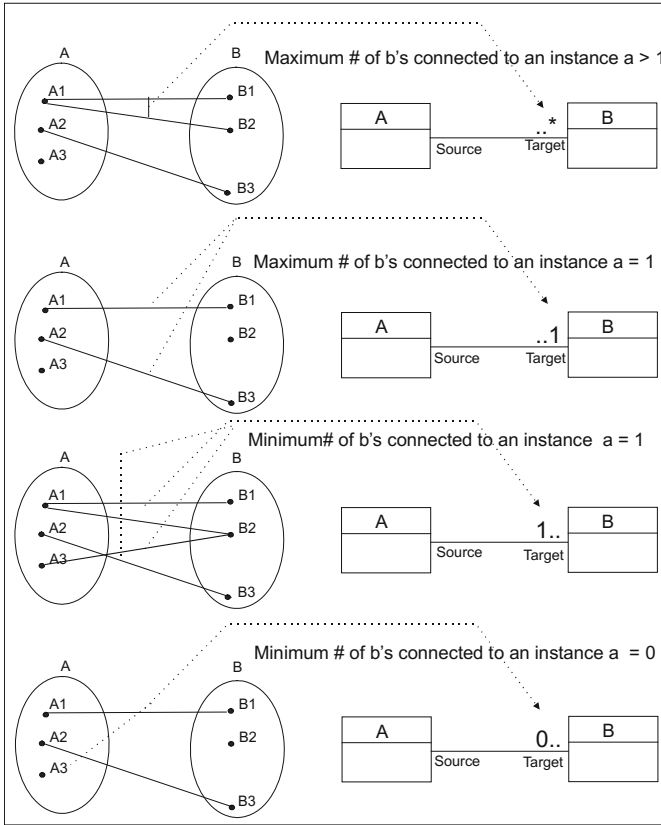 A
B
Maximum # of b's connected to an instance a > 1
A1
A2
A3
B1
B2
B3
A
B
..*
Source
Target
A
B
Maximum # of b's connected to an instance a = 1
A1
A2
A3
B1
B2
B3
A
B
..1
Source
Target
A
B
Minimum# of b's connected to an instance a = 1
A1
A2
A3
B1
B2
B3
A
B
1..
Source
Target
A
B
Minimum # of b's connected to an instance a = 0
A1
A2
A3
B1
B2
B3
A
B
0..
Source
Target